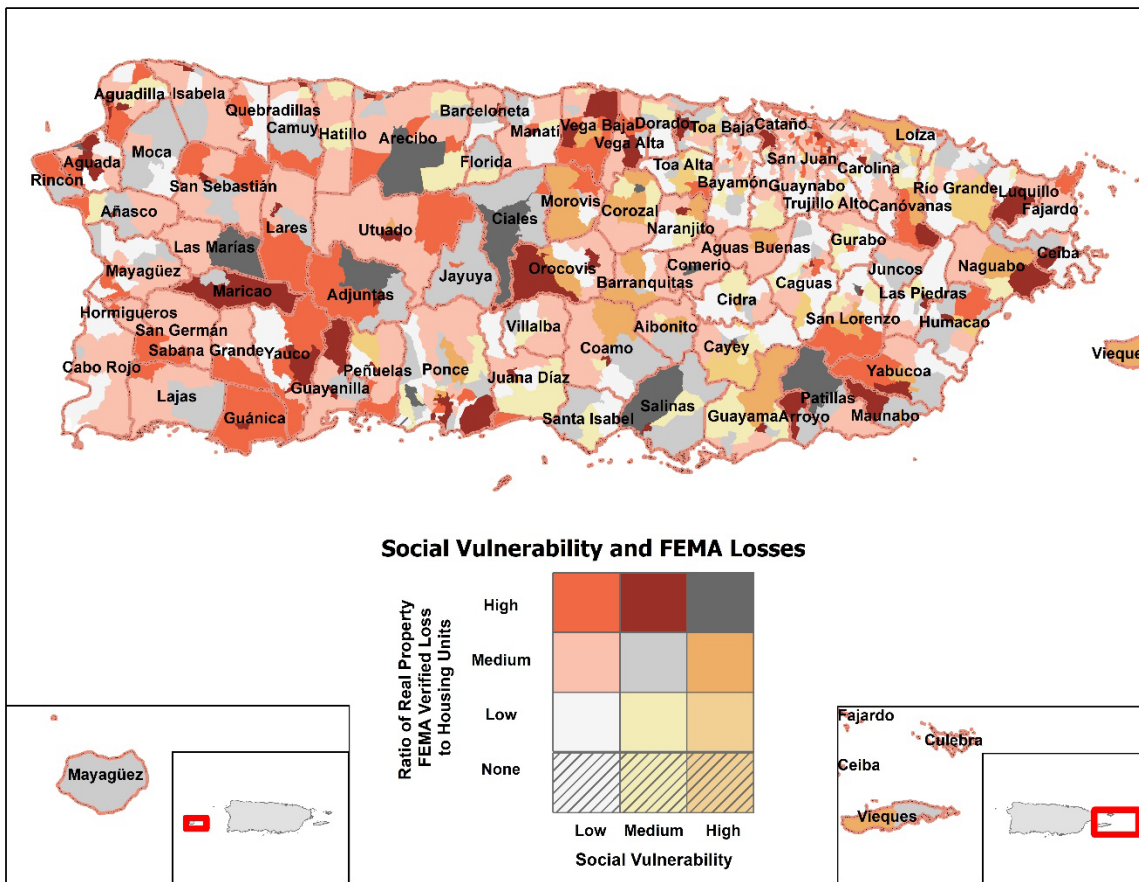 Aguadilla
Isabela
Quebradillas
Camuy
Hatillo
Arecibo
Barceloneta
Manatí
Vega Baja
Dorado
Toa Baja
Cataño
Loíza
Vega Alta
Moca
Aguada
Rincón
San Sebastián
Florida
Toa Alta
San Juan
Carolina
Bayamón
Guaynabo
Río Grande
Luquillo
Añasco
Lares
Utuado
Ciales
Morovis
Corozal
Naranjito
Trujillo Alto
Canóvanas
Fajardo
Las Marías
Mayagüez
Maricao
Adjuntas
Jayuya
Orocovis
Barranquitas
Comerío
Aguas Buenas
Gurabo
Caguas
Juncos
Naguabo
Ceiba
Hormigueros
San Germán
Sabana Grande
Yauco
Villalba
Cidra
Las Piedras
Cabo Rojo
Lajas
Guánica
Guayanilla
Peñuelas
Ponce
Juana Díaz
Coamo
Aibonito
Cayey
San Lorenzo
Humacao
Yabucoa
Vieques
Santa Isabel
Salinas
Guayama
Arroyo
Patillas
Maunabo
Social Vulnerability and FEMA Losses
Ratio of Real Property
FEMA Verified Loss
to Housing Units
High
Medium
Low
None
Low Medium High
Social Vulnerability
Mayagüez
Fajardo
Culebra
Ceiba
Vieques